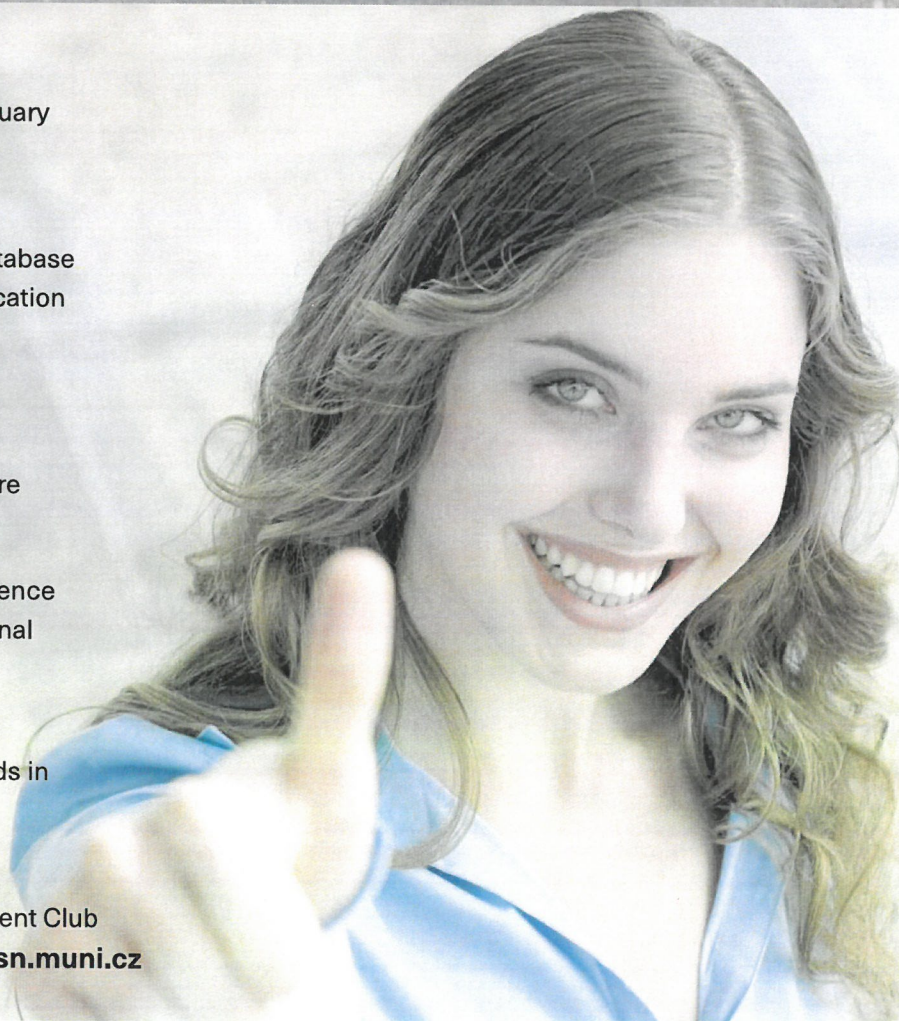 uary
tabase
cation
re
ence
nal
ds in
ent Club
sn.muni.cz